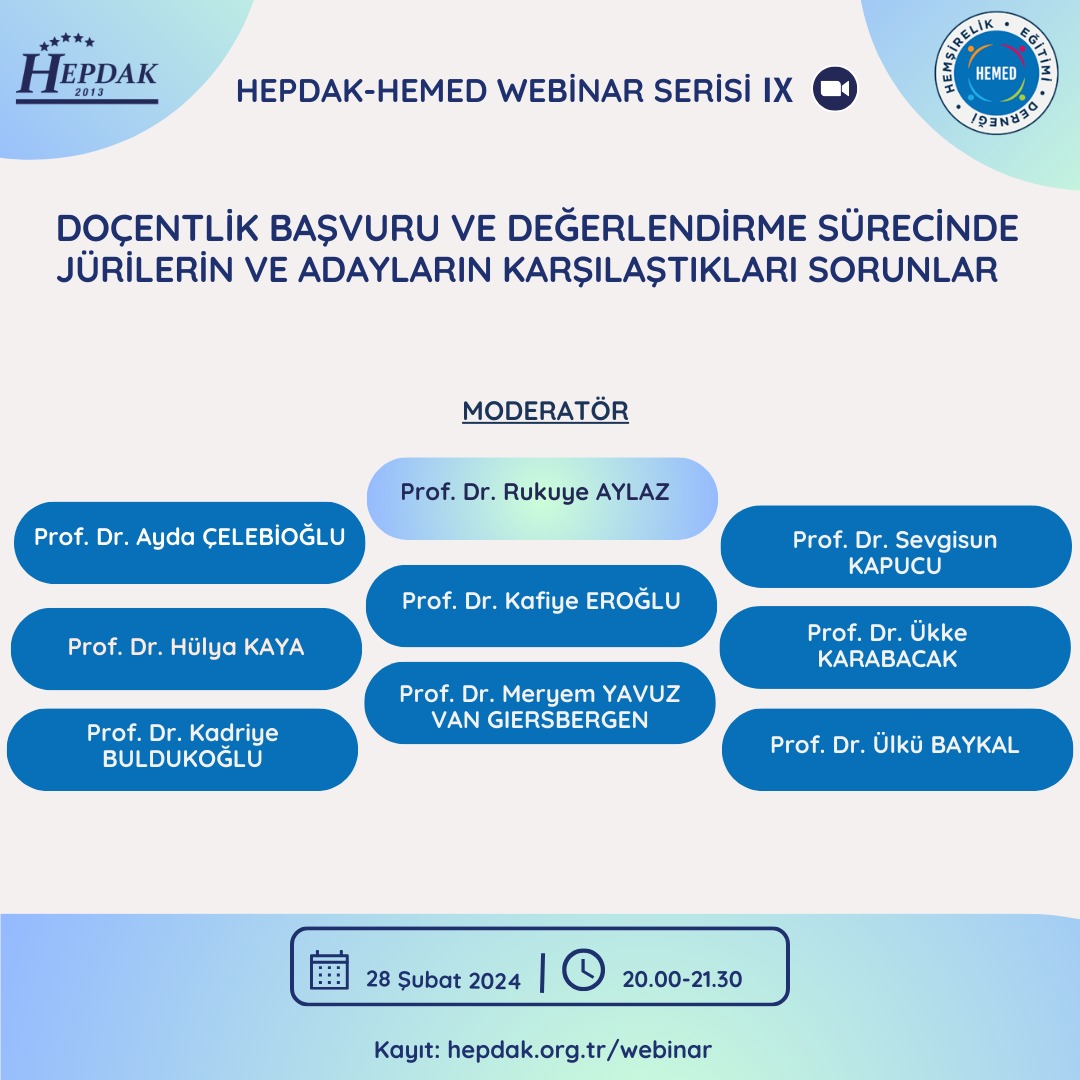 HEPDAK
2013
HEPDAK-HEMED WEBİNAR SERİSİ IX
HEMŞİRELİK • EĞİTİMİ • DERNEĞİ •
HEMED
DOÇENTLİK BAŞVURU VE DEĞERLENDİRME SÜRECİNDE
JÜRİLERİN VE ADAYLARIN KARŞILAŞTIKLARI SORUNLAR
MODERATÖR
Prof. Dr. Rukuye AYLAZ
Prof. Dr. Ayda ÇELEBİOĞLU
Prof. Dr. Hülya KAYA
Prof. Dr. Kadriye
BULDUKOĞLU
Prof. Dr. Kafiye EROĞLU
Prof. Dr. Meryem YAVUZ
VAN GIERSBERGEN
Prof. Dr. Sevgisun
KAPUCU
Prof. Dr. Ükke
KARABACAK
Prof. Dr. Ülkü BAYKAL
28 Şubat 2024 | 20.00-21.30
Kayıt: hepdak.org.tr/webinar